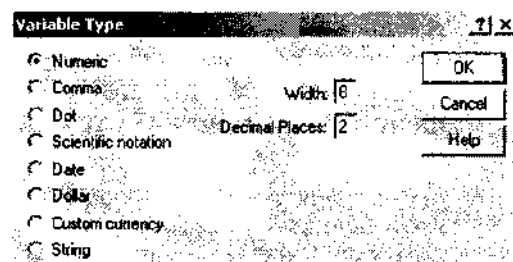 Variable Type ? ×
Numeric
Comma
Dot
Scientific notation
Date
Dollar
Custom currency
String
Width: 8
Decimal Places: 2
OK
Cancel
Help